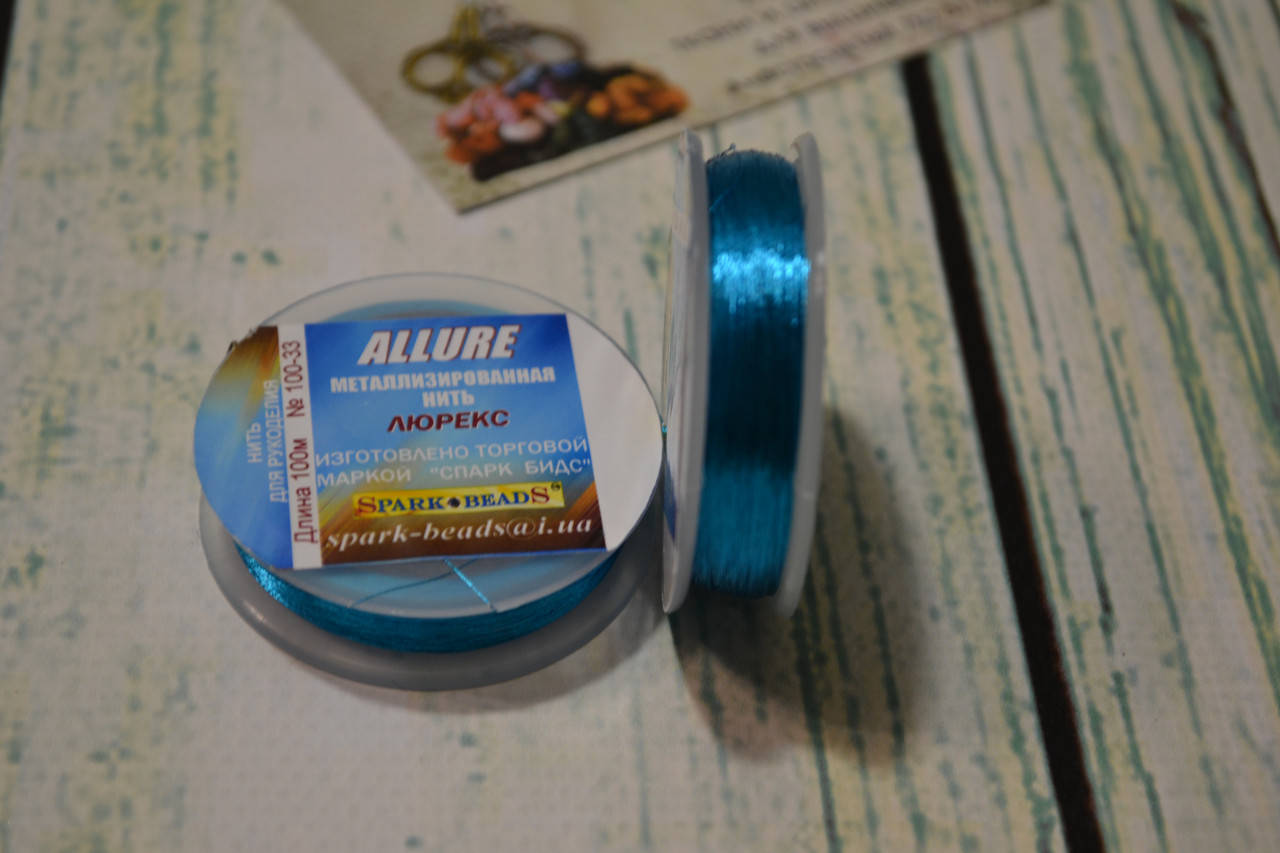 ALLURE
МЕТАЛЛИЗИРОВАННАЯ
НИТЬ
ЛЮРЕКС
ИЗГОТОВЛЕНО ТОРГОВОЙ
МАРКОЙ "СПАРК БИДС"
SPARK BEADS
spark-beads@i.ua
НИТЬ
ДЛЯ РУКОДЕЛИЯ
Длина 100м № 100-33